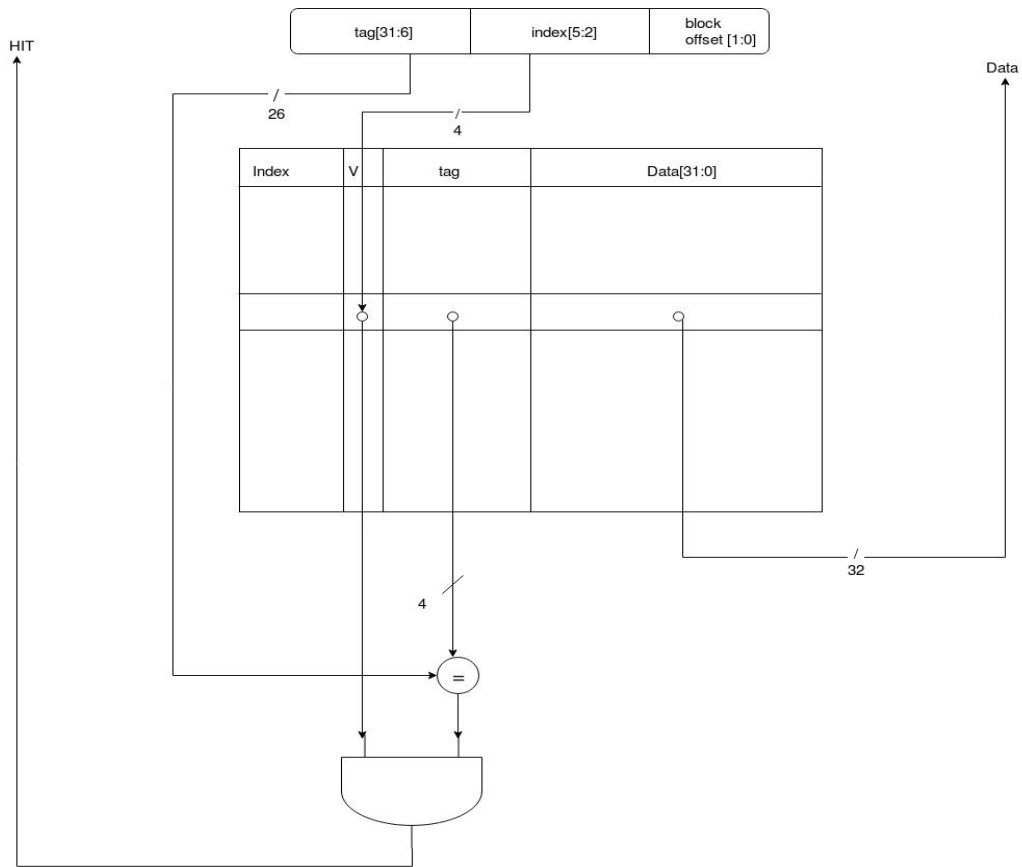 HIT
tag[31:6]
index[5:2]
block
offset [1:0]
Data
/
26
/
4
Index
V
tag
Data[31:0]
/
32
4
=